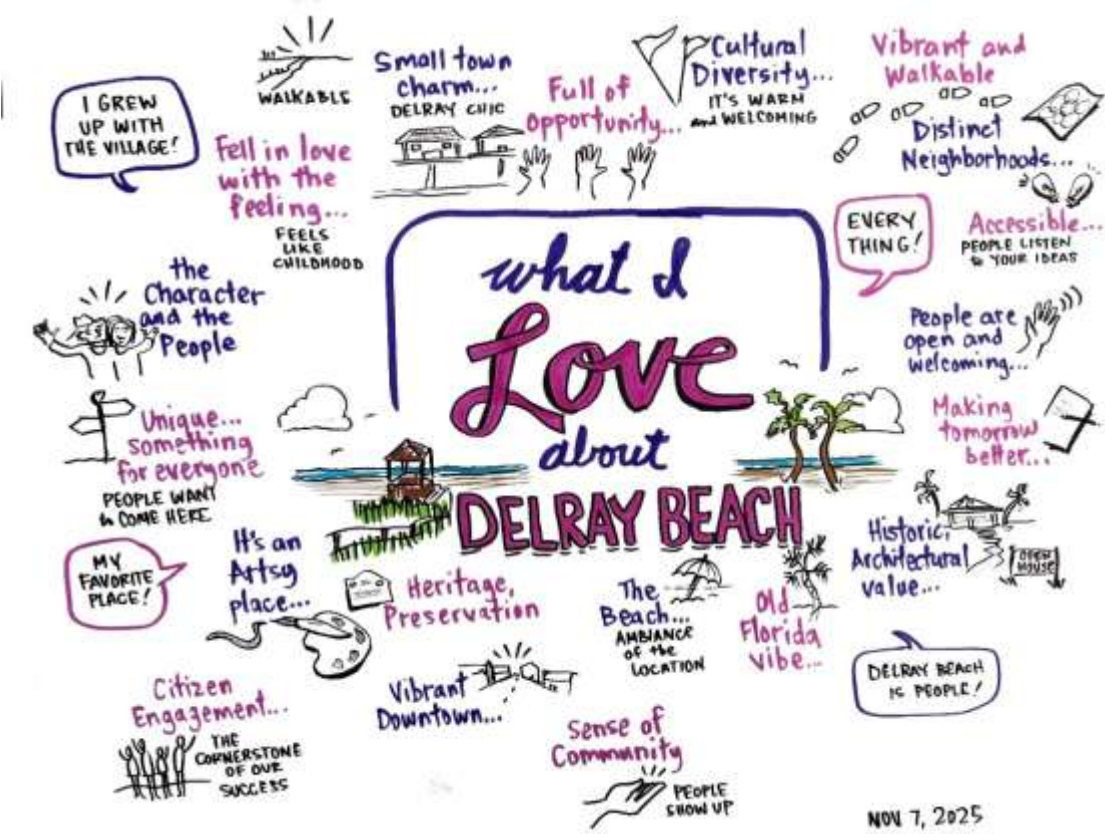 I GREW
UP WITH
THE VILLAGE!
WALKABLE
Small town
charm...
DELRAY CHIC
Full of
opportunity...
Cultural
Diversity...
IT'S WARM
and WELCOMING
Vibrant and
Walkable
Distinct
Neighborhoods...
Fell in love
with the
feeling...
FEELS
LIKE
CHILDHOOD
EVERY
THING!
Accessible...
PEOPLE LISTEN
to YOUR IDEAS
the
Character
and the
People
what I
Love
about
DELRAY BEACH
People are
open and
welcoming...
Unique...
something
for everyone
PEOPLE WANT
to COME HERE
Making
tomorrow
better...
MY
FAVORITE
PLACE!
It's an
Artsy
place...
Heritage,
Preservation
The
Beach...
AMBIANCE
OF the
LOCATION
Old
Florida
vibe...
Historic,
Architectural
value...
OPEN
HOUSE
DELRAY BEACH
IS PEOPLE!
Citizen
Engagement...
THE
CORNERSTONE
OF OUR
SUCCESS
Vibrant
Downtown...
Sense of
Community
PEOPLE
SHOW UP
NOV 7, 2025